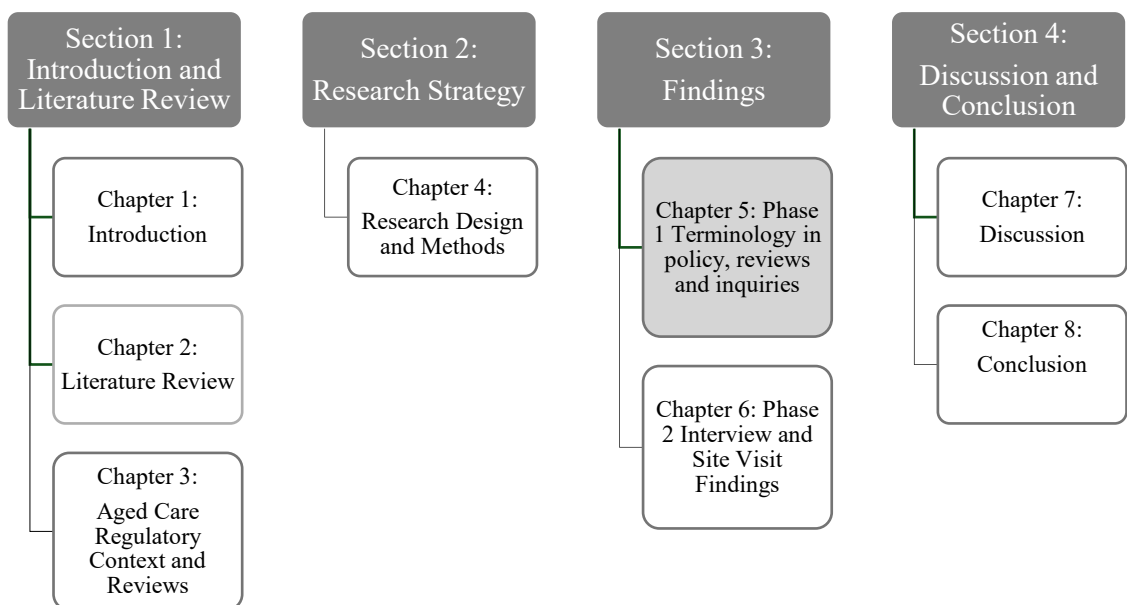 Section 1:
Introduction and
Literature Review
Chapter 1:
Introduction
Chapter 2:
Literature Review
Chapter 3:
Aged Care
Regulatory
Context and
Reviews
Section 2:
Research Strategy
Chapter 4:
Research Design
and Methods
Section 3:
Findings
Chapter 5: Phase
1 Terminology in
policy, reviews
and inquiries
Chapter 6: Phase
2 Interview and
Site Visit
Findings
Section 4:
Discussion and
Conclusion
Chapter 7:
Discussion
Chapter 8:
Conclusion